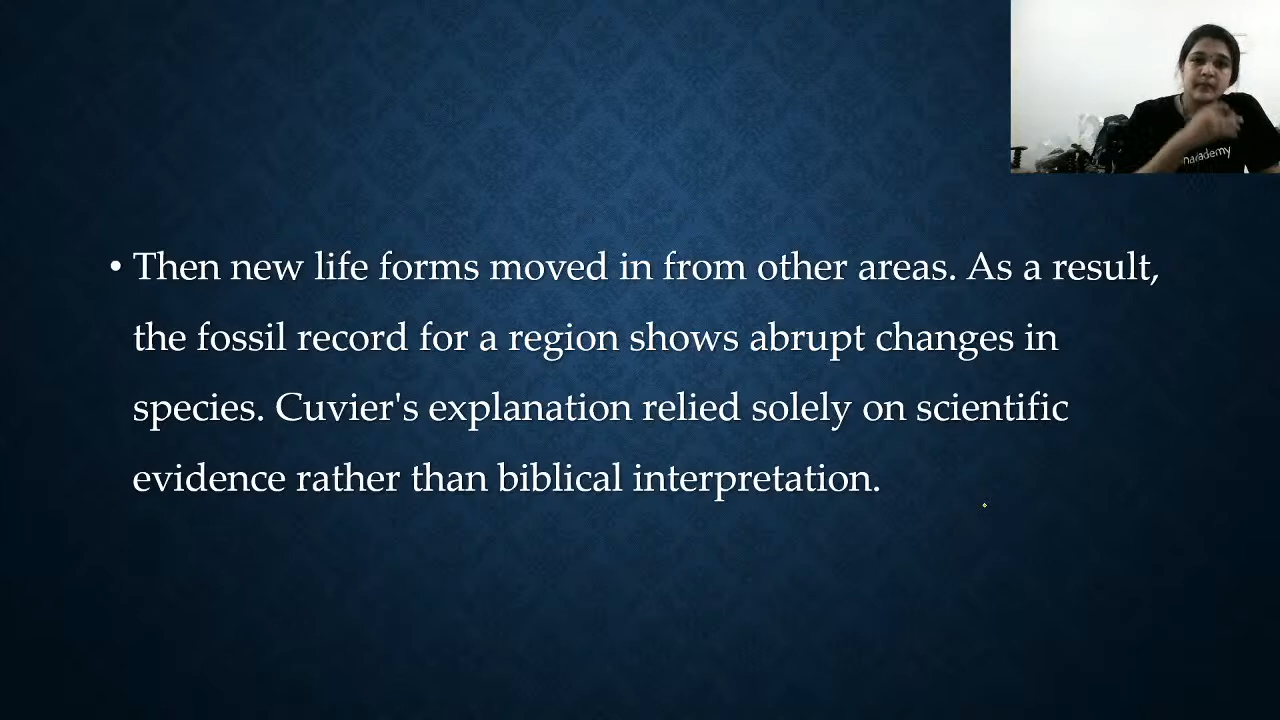 • Then new life forms moved in from other areas. As a result,
the fossil record for a region shows abrupt changes in
species. Cuvier's explanation relied solely on scientific
evidence rather than biblical interpretation.